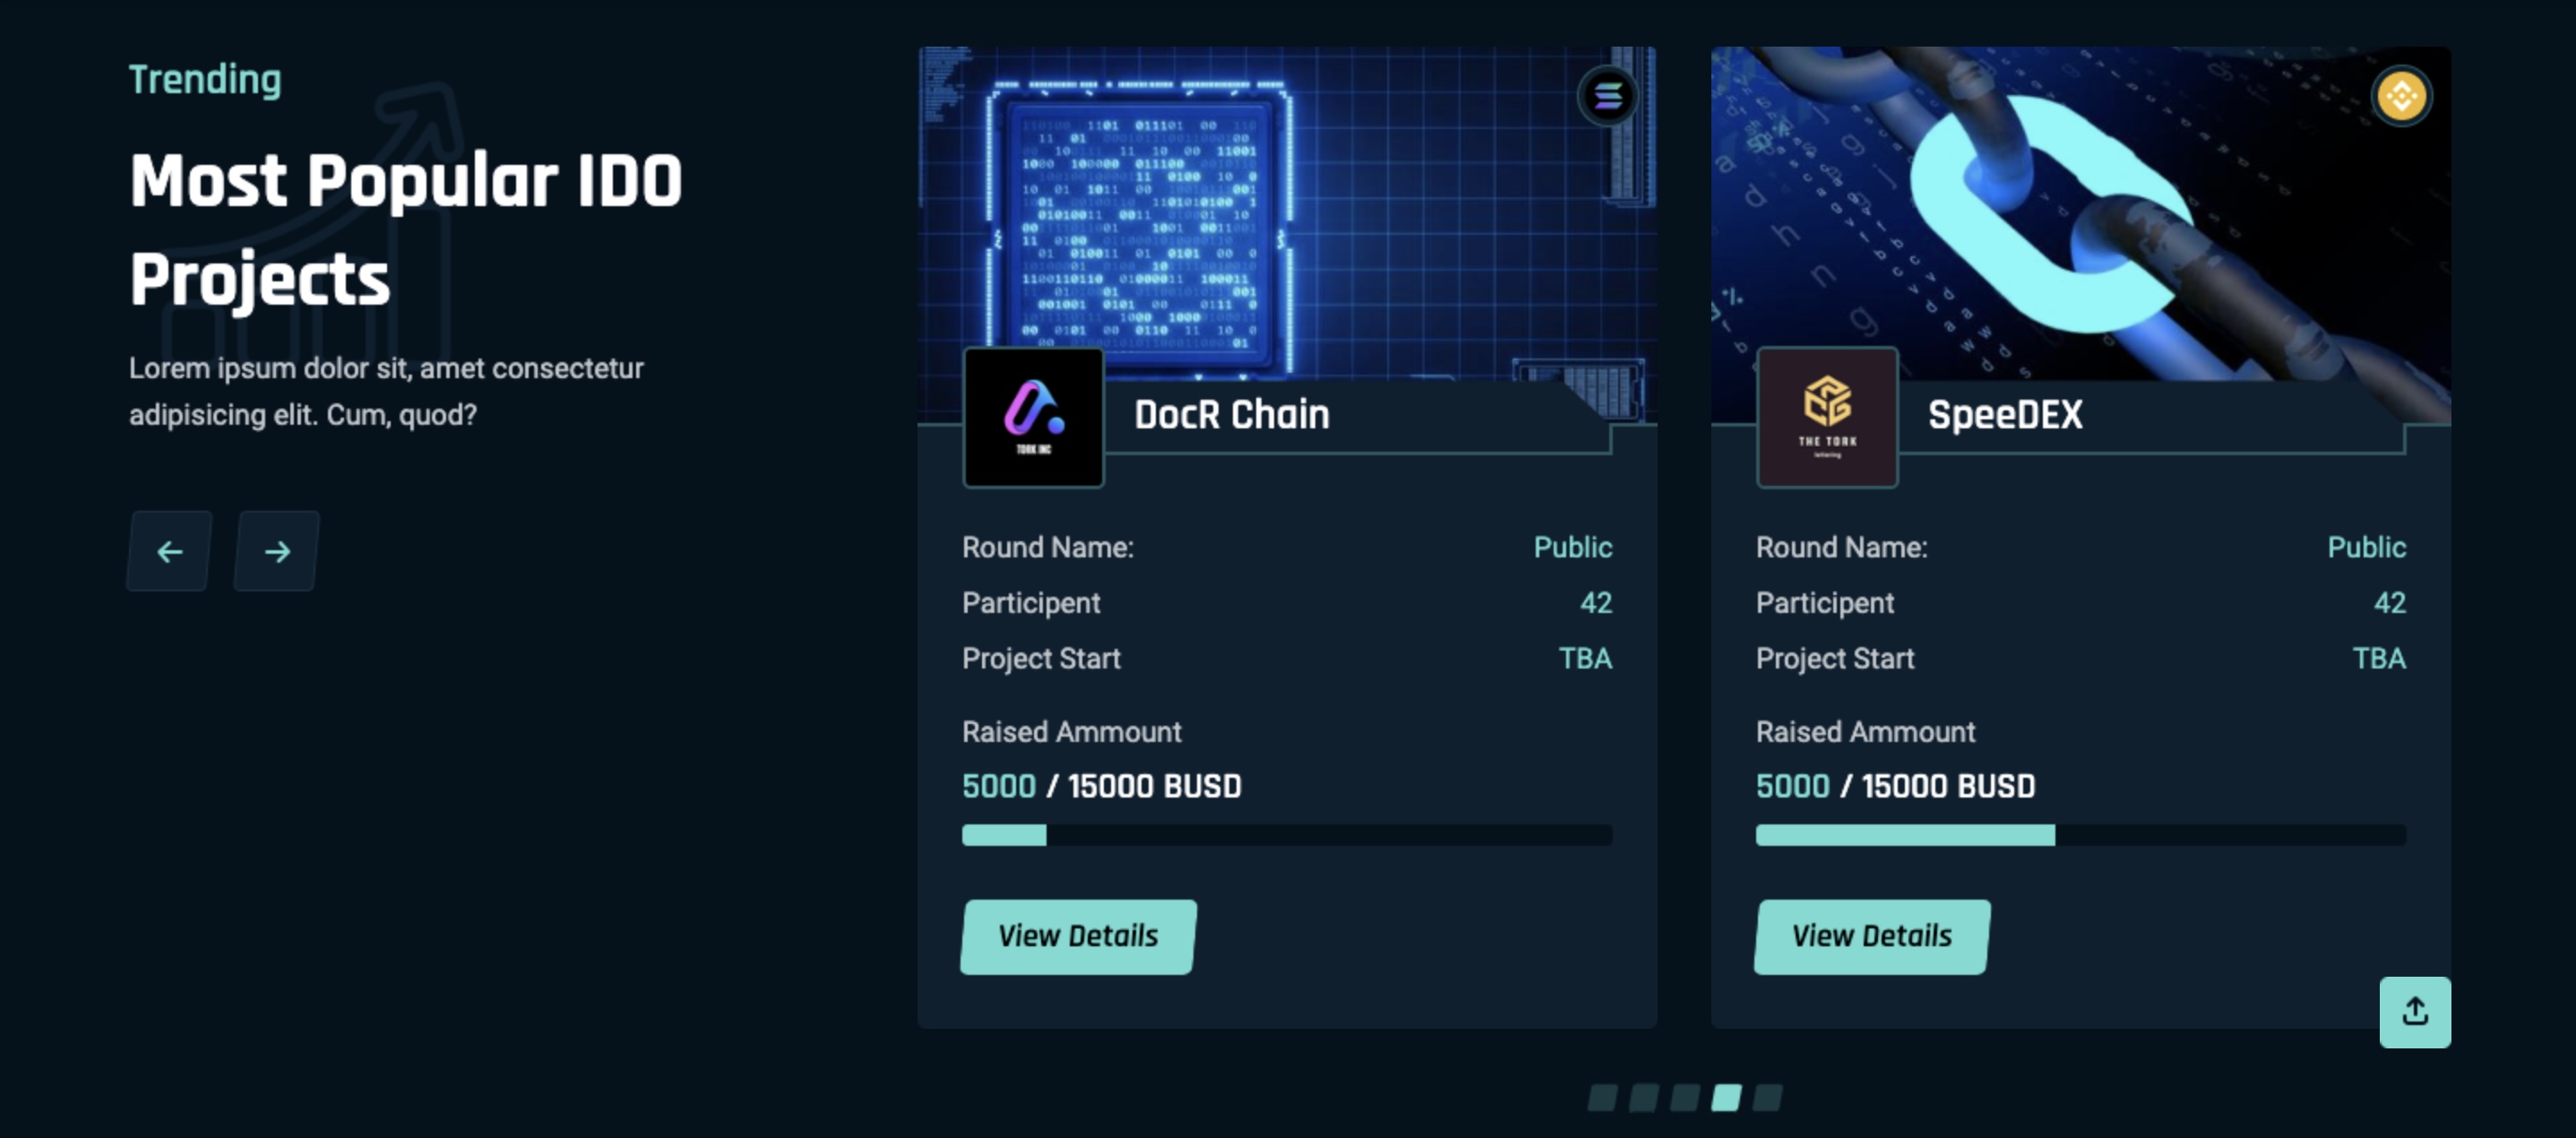 Trending
Most Popular IDO
Projects
Lorem ipsum dolor sit, amet consectetur
adipisicing elit. Cum, quod?
TORK INC
DocR Chain
Round Name:
Public
Participent
42
Project Start
TBA
Raised Ammount
5000 / 15000 BUSD
View Details
THE TORK
lettering
SpeeDEX
Round Name:
Public
Participent
42
Project Start
TBA
Raised Ammount
5000 / 15000 BUSD
View Details